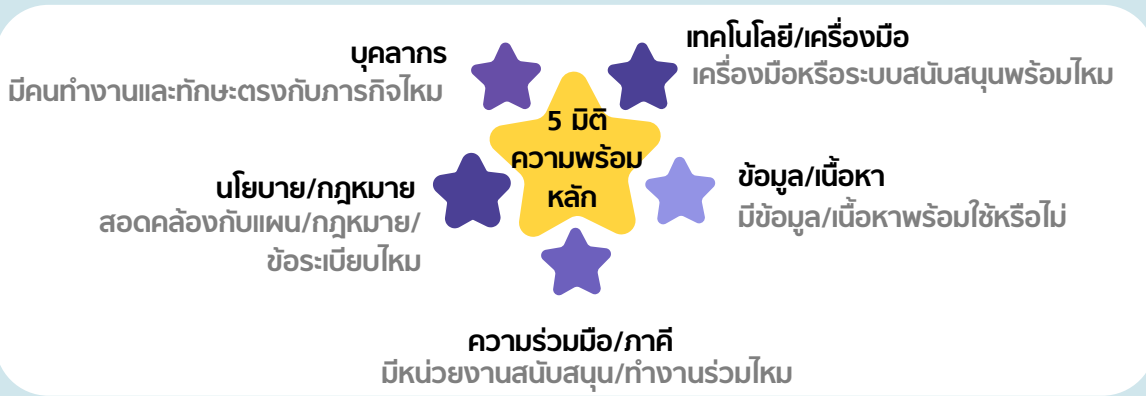 บุคลากร
มีคนทำงานและทักษะตรงกับภารกิจไหม
เทคโนโลยี/เครื่องมือ
เครื่องมือหรือระบบสนับสนุนพร้อมไหม
5 มิติ
ความพร้อม
หลัก
นโยบาย/กฎหมาย
สอดคล้องกับแผน/กฎหมาย/
ข้อระเบียบไหม
ข้อมูล/เนื้อหา
มีข้อมูล/เนื้อหาพร้อมใช้หรือไม่
ความร่วมมือ/ภาคี
มีหน่วยงานสนับสนุน/ทำงานร่วมไหม